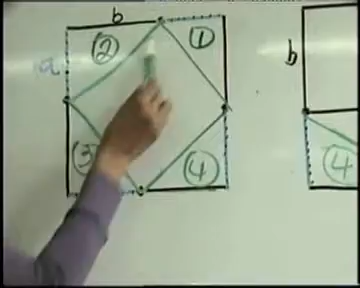 b
② ①
a b
③ ④ ④